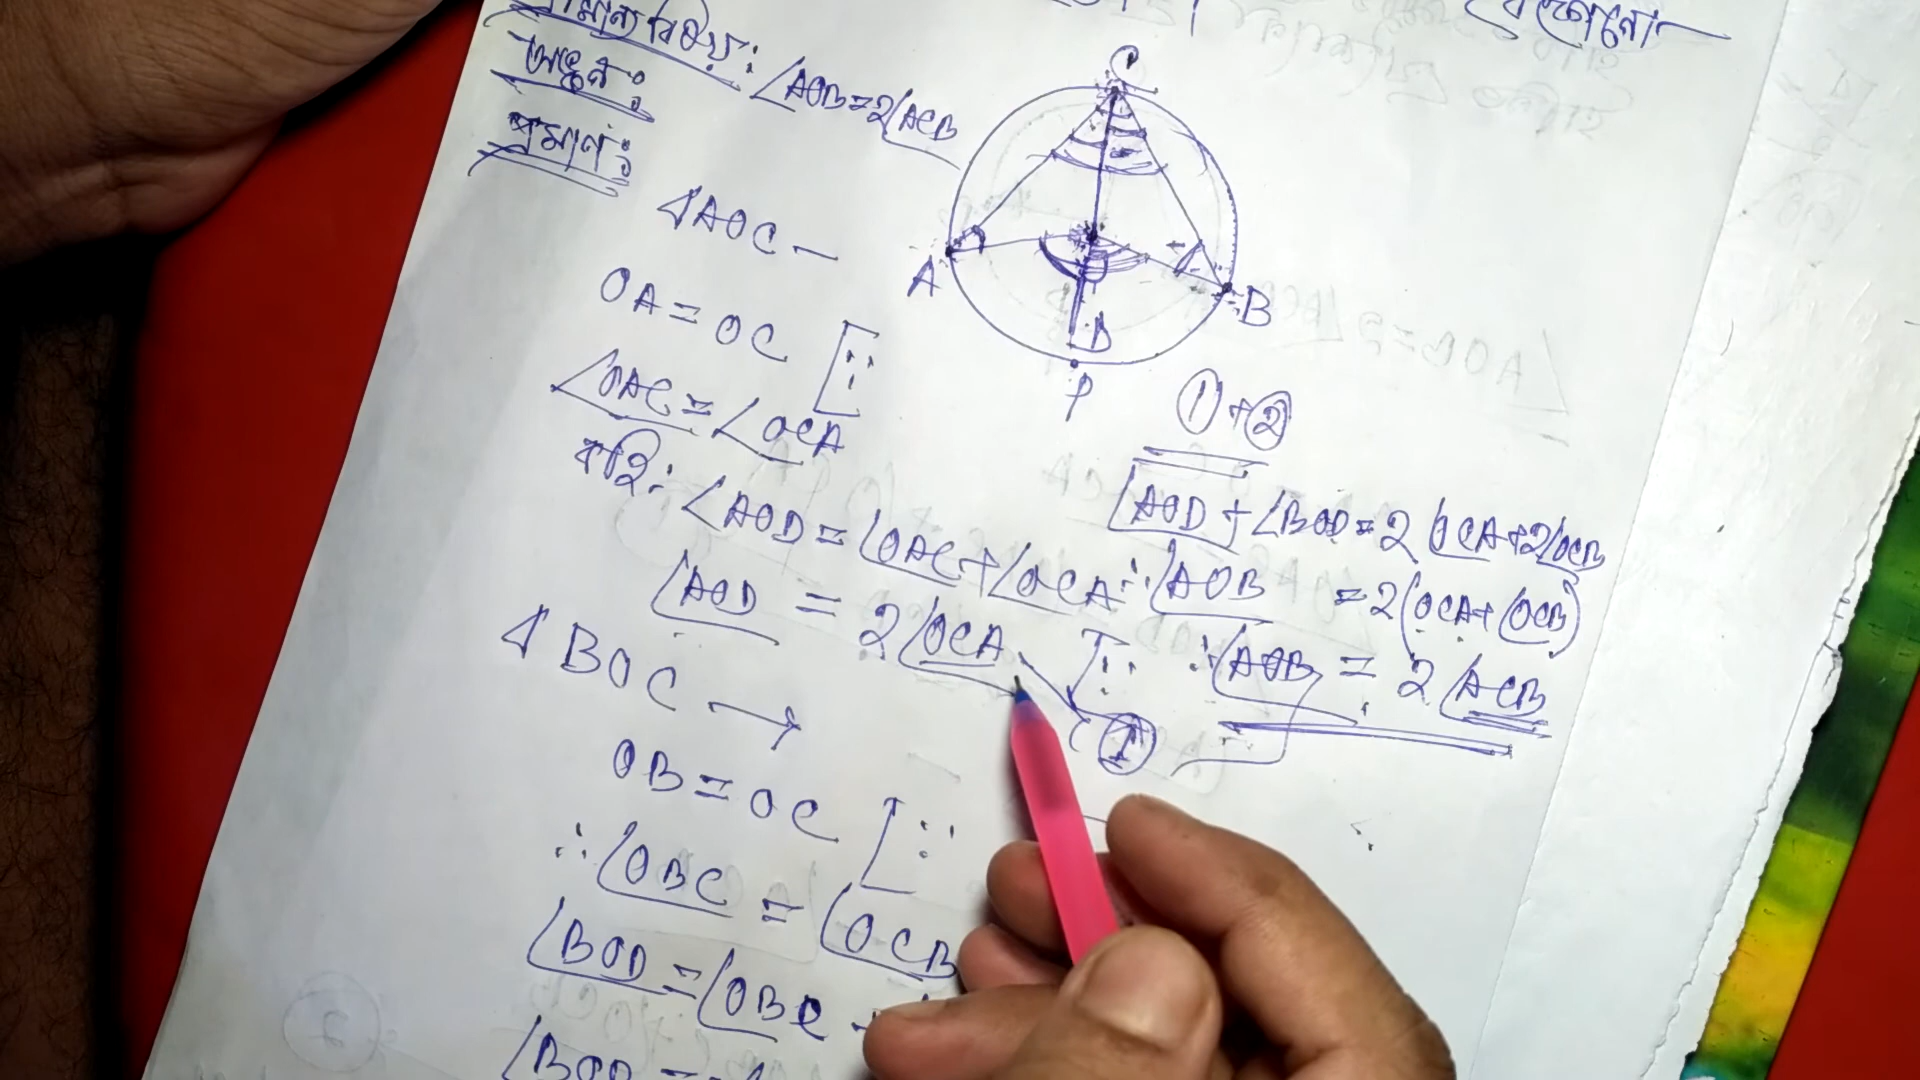 প্রামাণ্য বিষয়: ∠AOB=2∠ACB
অঙ্কন:
প্রমাণ:
C
A
B
D
P
∆AOC —
OA = OC [∵
∠OAC = ∠OCA
বহিঃ ∠AOD = ∠OAC + ∠OCA
∠AOD = 2∠OCA [∵
①
∆ BOC →
OB = OC [∵
∴ ∠OBC = ∠OCB
∠BOD = ∠OBC +
∠BOD =
① + ②
∠AOD + ∠BOD = 2∠OCA+2∠OCB
∴ ∠AOB = 2(OCA+∠OCB)
∴ ∠AOB = 2∠ACB